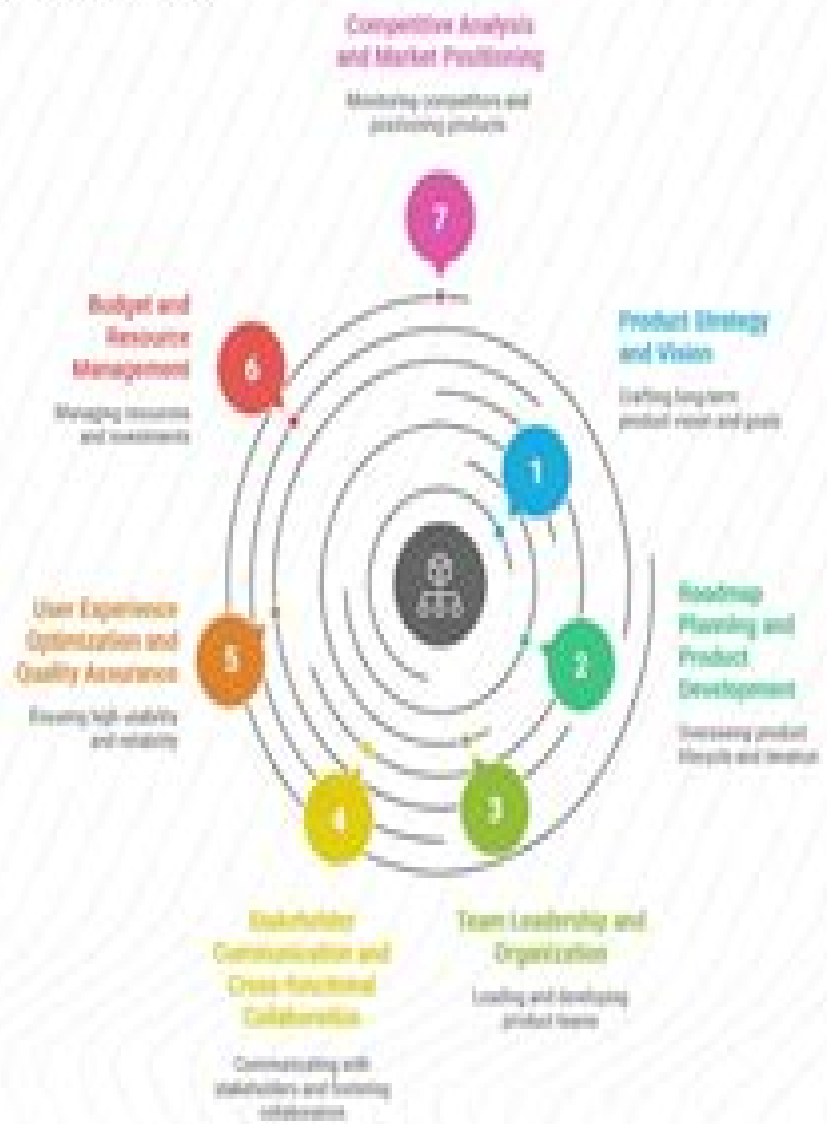 Competitive Analysis
and Market Positioning
Monitoring competitors and
positioning products
7
Budget and
Resource
Management
Managing resources
and investments
6
Product Strategy
and Vision
Crafting long-term
product vision and goals
1
User Experience
Optimization and
Quality Assurance
Ensuring high usability
and reliability
5
Roadmap
Planning and
Product
Development
Overseeing product
lifecycle and iteration
2
4
3
Stakeholder
Communication and
Cross-functional
Collaboration
Communicating with
stakeholders and fostering
collaboration
Team Leadership and
Organization
Leading and developing
product teams